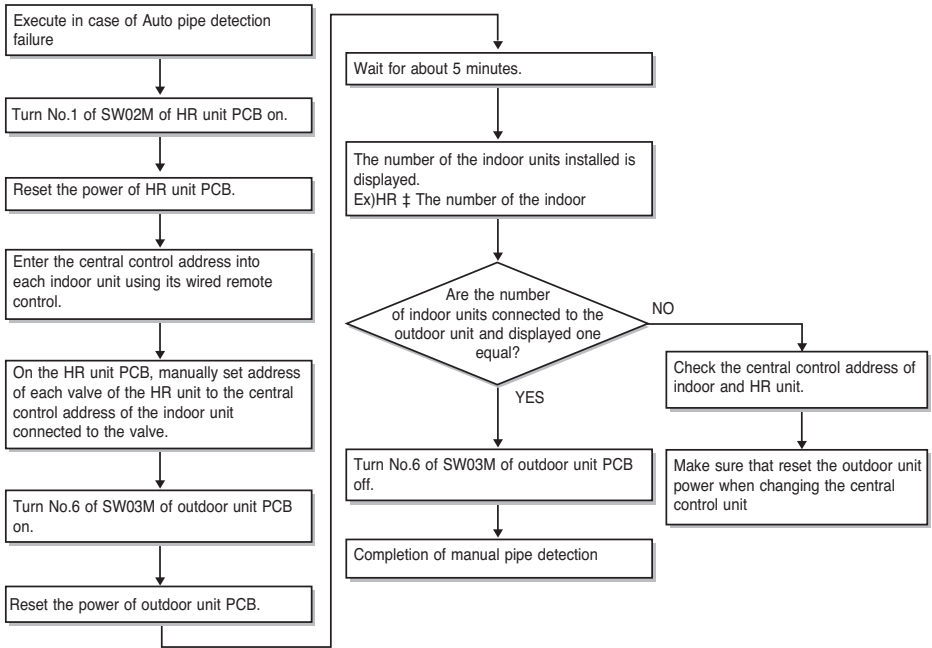 Execute in case of Auto pipe detection
failure
Turn No.1 of SW02M of HR unit PCB on.
Reset the power of HR unit PCB.
Enter the central control address into
each indoor unit using its wired remote
control.
On the HR unit PCB, manually set address
of each valve of the HR unit to the central
control address of the indoor unit
connected to the valve.
Turn No.6 of SW03M of outdoor unit PCB
on.
Reset the power of outdoor unit PCB.
Wait for about 5 minutes.
The number of the indoor units installed is
displayed.
Ex)HR ‡ The number of the indoor
Are the number
of indoor units connected to the
outdoor unit and displayed one
equal?
NO
YES
Check the central control address of
indoor and HR unit.
Make sure that reset the outdoor unit
power when changing the central
control unit
Turn No.6 of SW03M of outdoor unit PCB
off.
Completion of manual pipe detection